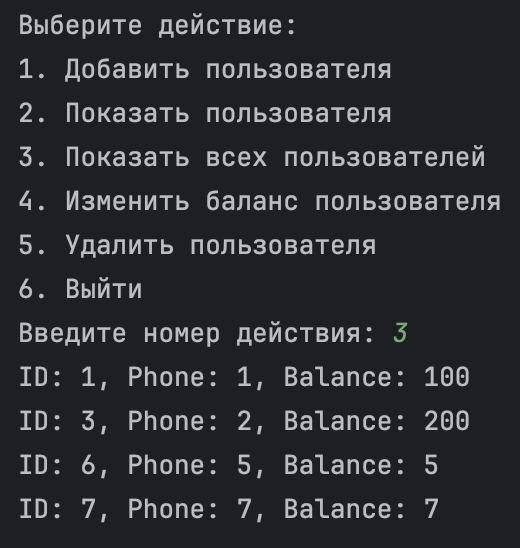 Выберите действие:
1. Добавить пользователя
2. Показать пользователя
3. Показать всех пользователей
4. Изменить баланс пользователя
5. Удалить пользователя
6. Выйти
Введите номер действия: 3
ID: 1, Phone: 1, Balance: 100
ID: 3, Phone: 2, Balance: 200
ID: 6, Phone: 5, Balance: 5
ID: 7, Phone: 7, Balance: 7